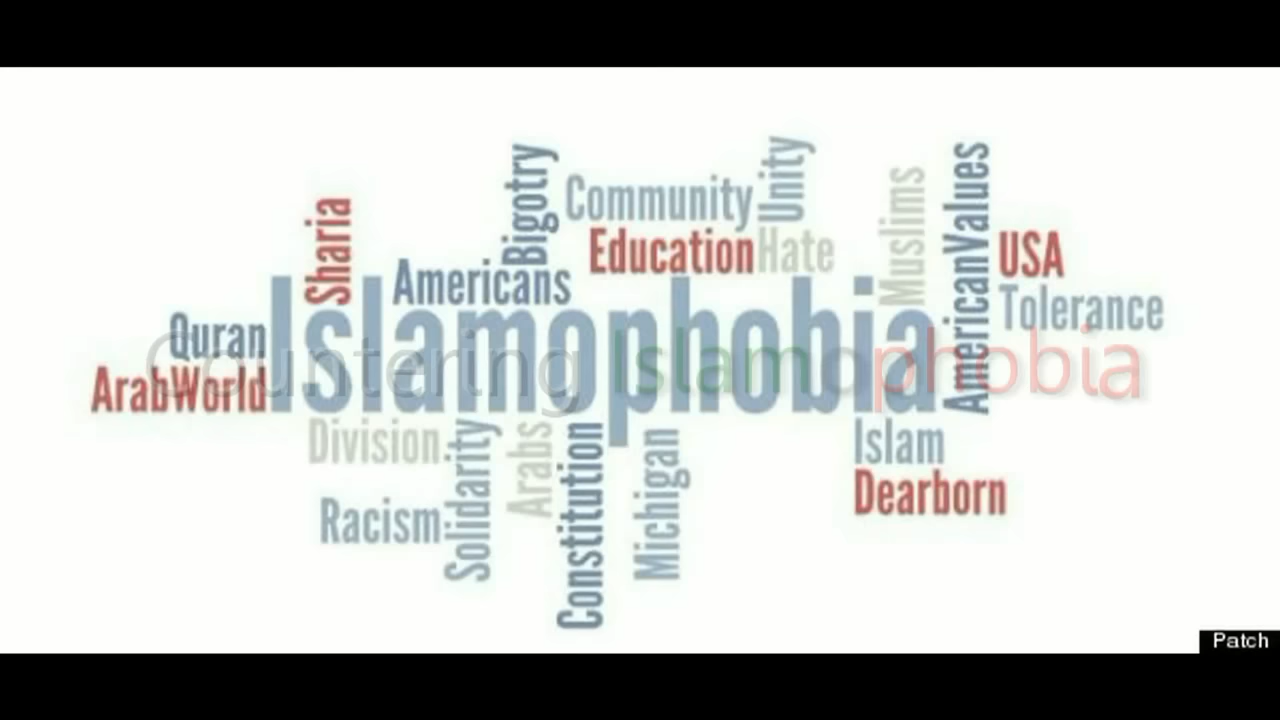 Bigotry
Community
Unity
Sharia
Education
Hate
Muslims
AmericanValues
USA
Americans
Tolerance
Quran
Islamophobia
Countering Islamophobia
ArabWorld
Division
Solidarity
Arabs
Constitution
Michigan
Islam
Racism
Dearborn
Patch